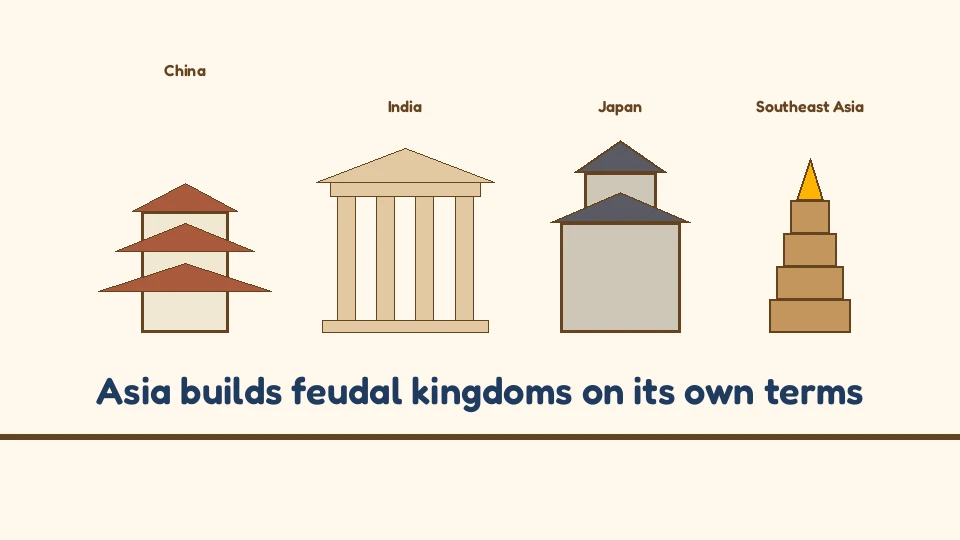 China
India
Japan
Southeast Asia
Asia builds feudal kingdoms on its own terms